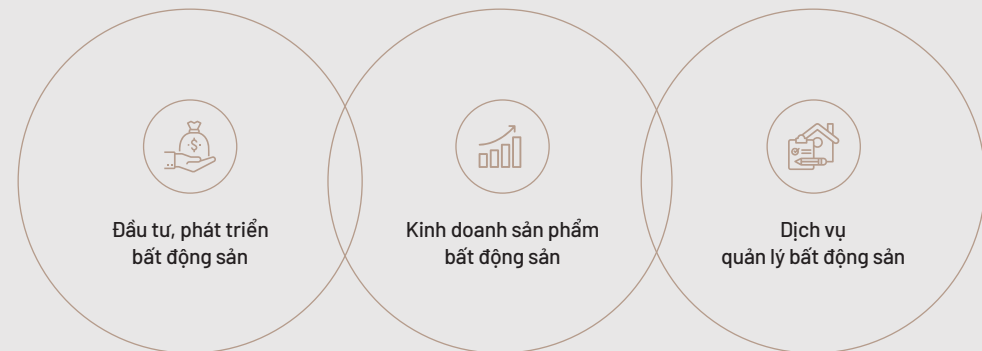 Đầu tư, phát triển
bất động sản
Kinh doanh sản phẩm
bất động sản
Dịch vụ
quản lý bất động sản